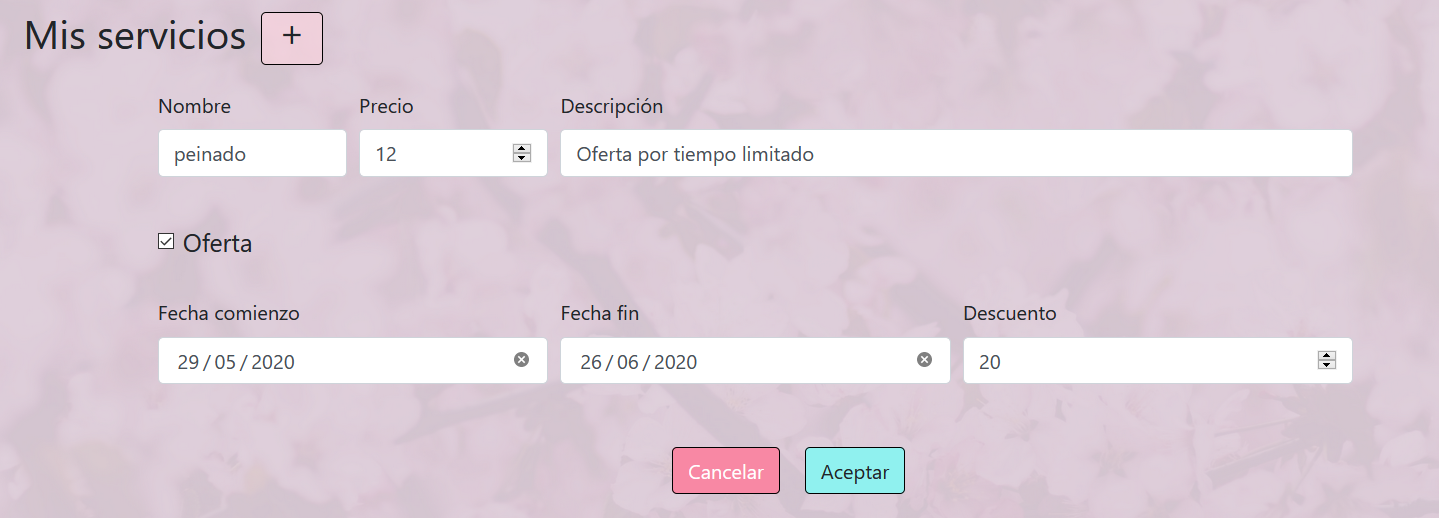 Mis servicios +
Nombre Precio Descripción
peinado 12 Oferta por tiempo limitado
Oferta
Fecha comienzo Fecha fin Descuento
29/05/2020 26/06/2020 20
Cancelar Aceptar